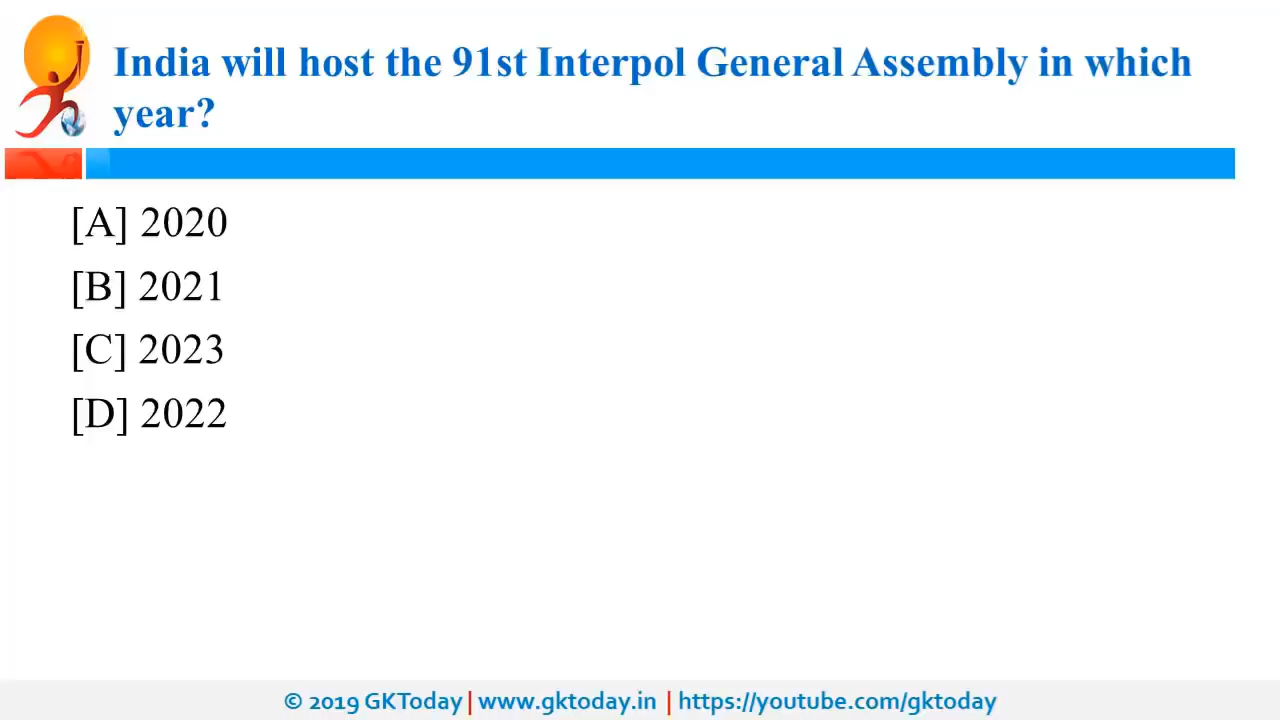 India will host the 91st Interpol General Assembly in which
year?
[A] 2020
[B] 2021
[C] 2023
[D] 2022
© 2019 GKToday | www.gktoday.in | https://youtube.com/gktoday